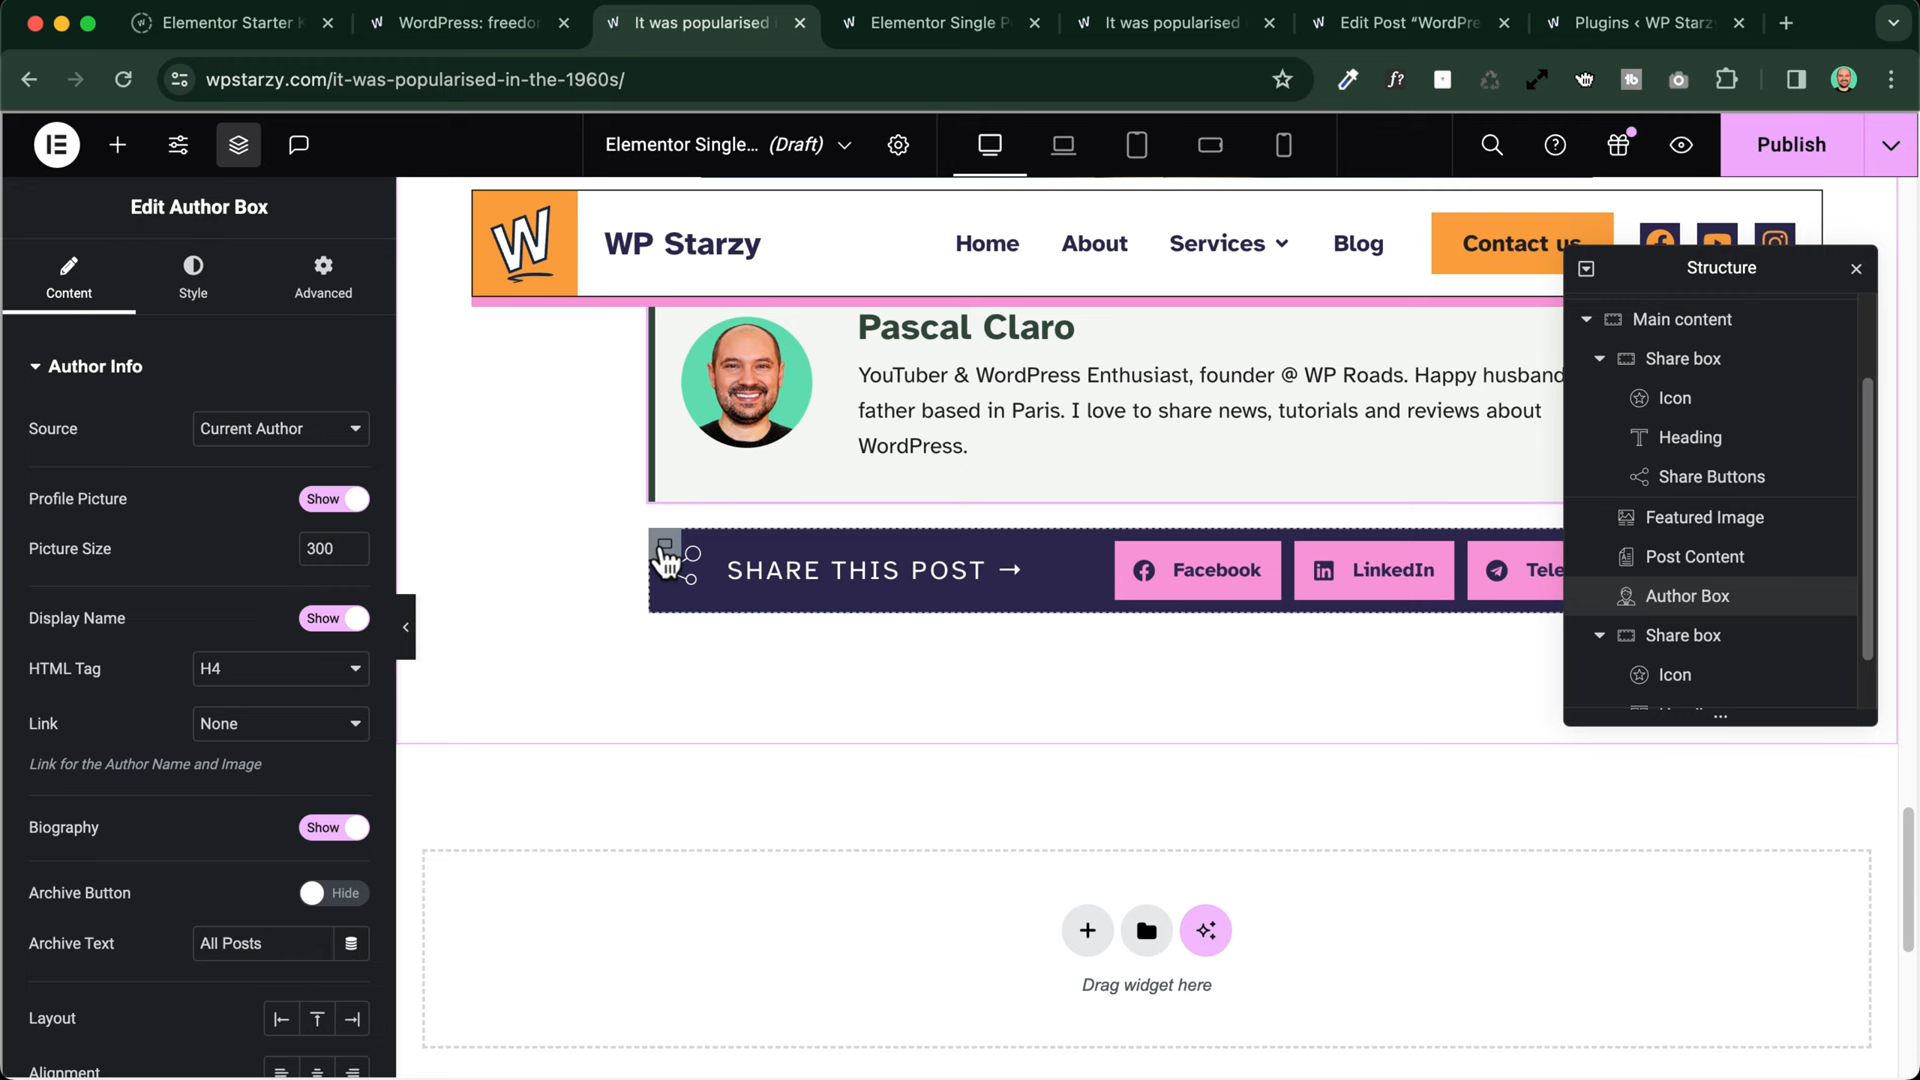 Elementor Starter K
WordPress: freedo
It was popularised i
Elementor Single P
It was popularised
Edit Post “WordPre
Plugins ‹ WP Starz
wpstarzy.com/it-was-popularised-in-the-1960s/
f?
tb
Elementor Single... (Draft)
Publish
Edit Author Box
Content
Style
Advanced
Author Info
Source
Current Author
Profile Picture
Show
Picture Size
300
Display Name
Show
HTML Tag
H4
Link
None
Link for the Author Name and Image
Biography
Show
Archive Button
Hide
Archive Text
All Posts
Layout
Alignment
W
WP Starzy
Home
About
Services
Blog
Contact us
Pascal Claro
YouTuber & WordPress Enthusiast, founder @ WP Roads. Happy husband
father based in Paris. I love to share news, tutorials and reviews about
WordPress.
SHARE THIS POST →
Facebook
LinkedIn
Tele
Drag widget here
Structure
Main content
Share box
Icon
Heading
Share Buttons
Featured Image
Post Content
Author Box
Share box
Icon
...